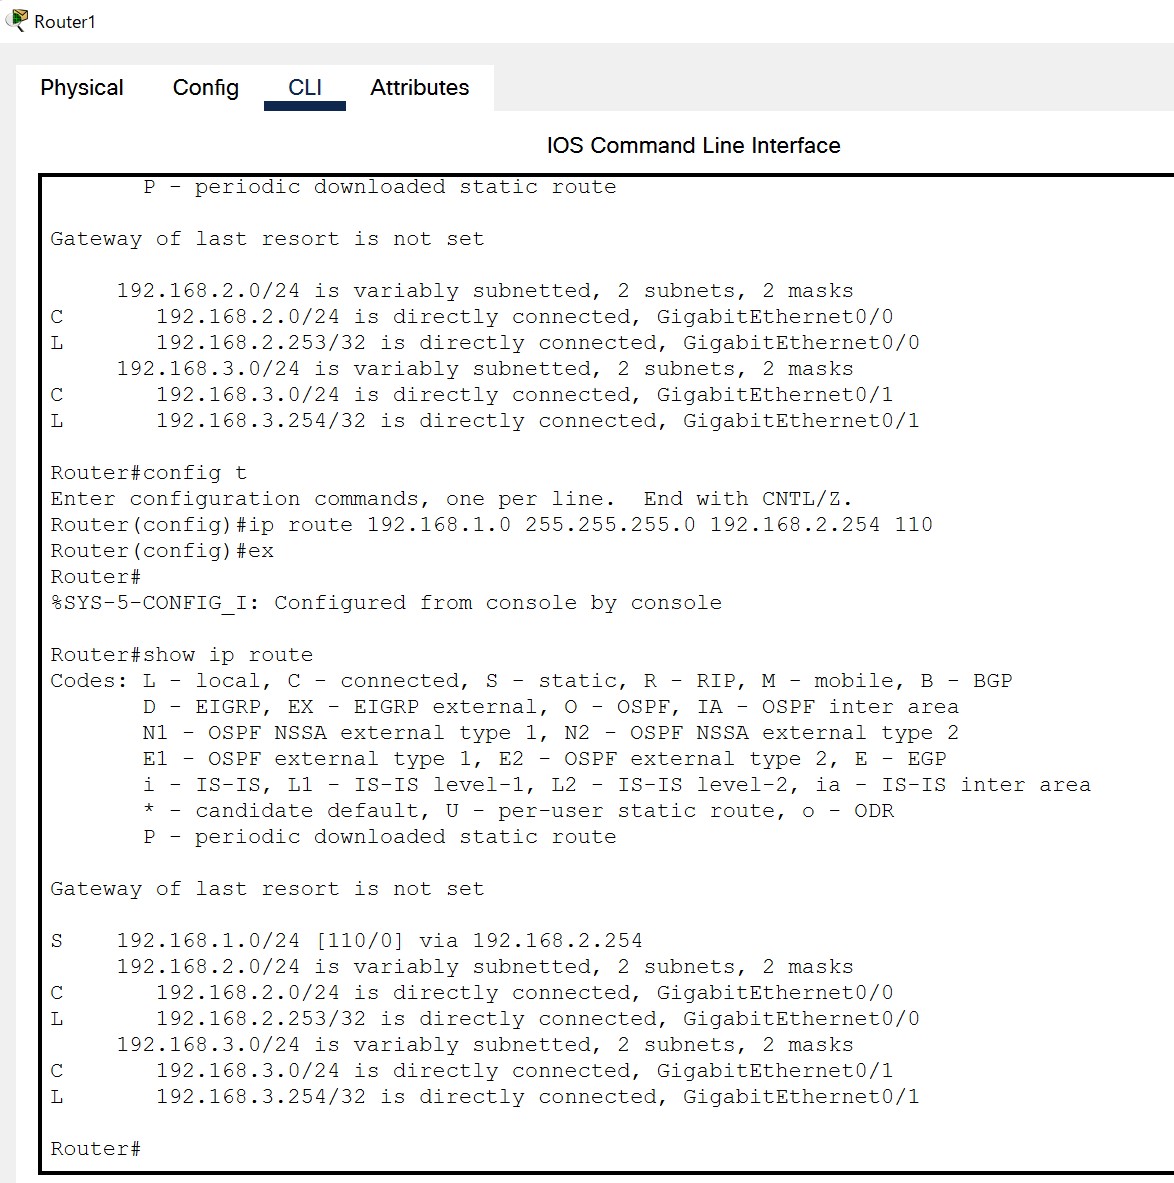 Router1
Physical Config CLI Attributes
IOS Command Line Interface
P - periodic downloaded static route
Gateway of last resort is not set
192.168.2.0/24 is variably subnetted, 2 subnets, 2 masks
C 192.168.2.0/24 is directly connected, GigabitEthernet0/0
L 192.168.2.253/32 is directly connected, GigabitEthernet0/0
192.168.3.0/24 is variably subnetted, 2 subnets, 2 masks
C 192.168.3.0/24 is directly connected, GigabitEthernet0/1
L 192.168.3.254/32 is directly connected, GigabitEthernet0/1
Router#config t
Enter configuration commands, one per line.  End with CNTL/Z.
Router(config)#ip route 192.168.1.0 255.255.255.0 192.168.2.254 110
Router(config)#ex
Router#
%SYS-5-CONFIG_I: Configured from console by console
Router#show ip route
Codes: L - local, C - connected, S - static, R - RIP, M - mobile, B - BGP
D - EIGRP, EX - EIGRP external, O - OSPF, IA - OSPF inter area
N1 - OSPF NSSA external type 1, N2 - OSPF NSSA external type 2
E1 - OSPF external type 1, E2 - OSPF external type 2, E - EGP
i - IS-IS, L1 - IS-IS level-1, L2 - IS-IS level-2, ia - IS-IS inter area
* - candidate default, U - per-user static route, o - ODR
P - periodic downloaded static route
Gateway of last resort is not set
S 192.168.1.0/24 [110/0] via 192.168.2.254
192.168.2.0/24 is variably subnetted, 2 subnets, 2 masks
C 192.168.2.0/24 is directly connected, GigabitEthernet0/0
L 192.168.2.253/32 is directly connected, GigabitEthernet0/0
192.168.3.0/24 is variably subnetted, 2 subnets, 2 masks
C 192.168.3.0/24 is directly connected, GigabitEthernet0/1
L 192.168.3.254/32 is directly connected, GigabitEthernet0/1
Router#